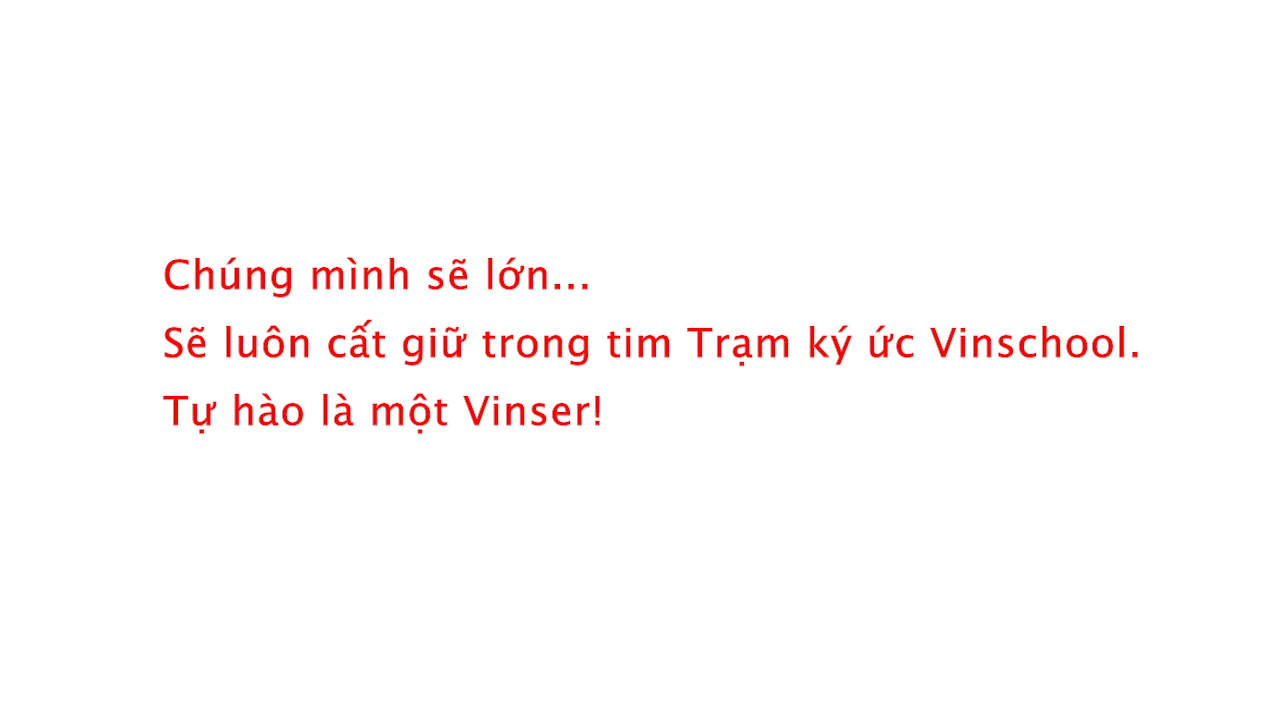 Chúng mình sẽ lớn...
Sẽ luôn cất giữ trong tim Trạm ký ức Vinschool.
Tự hào là một Vinser!